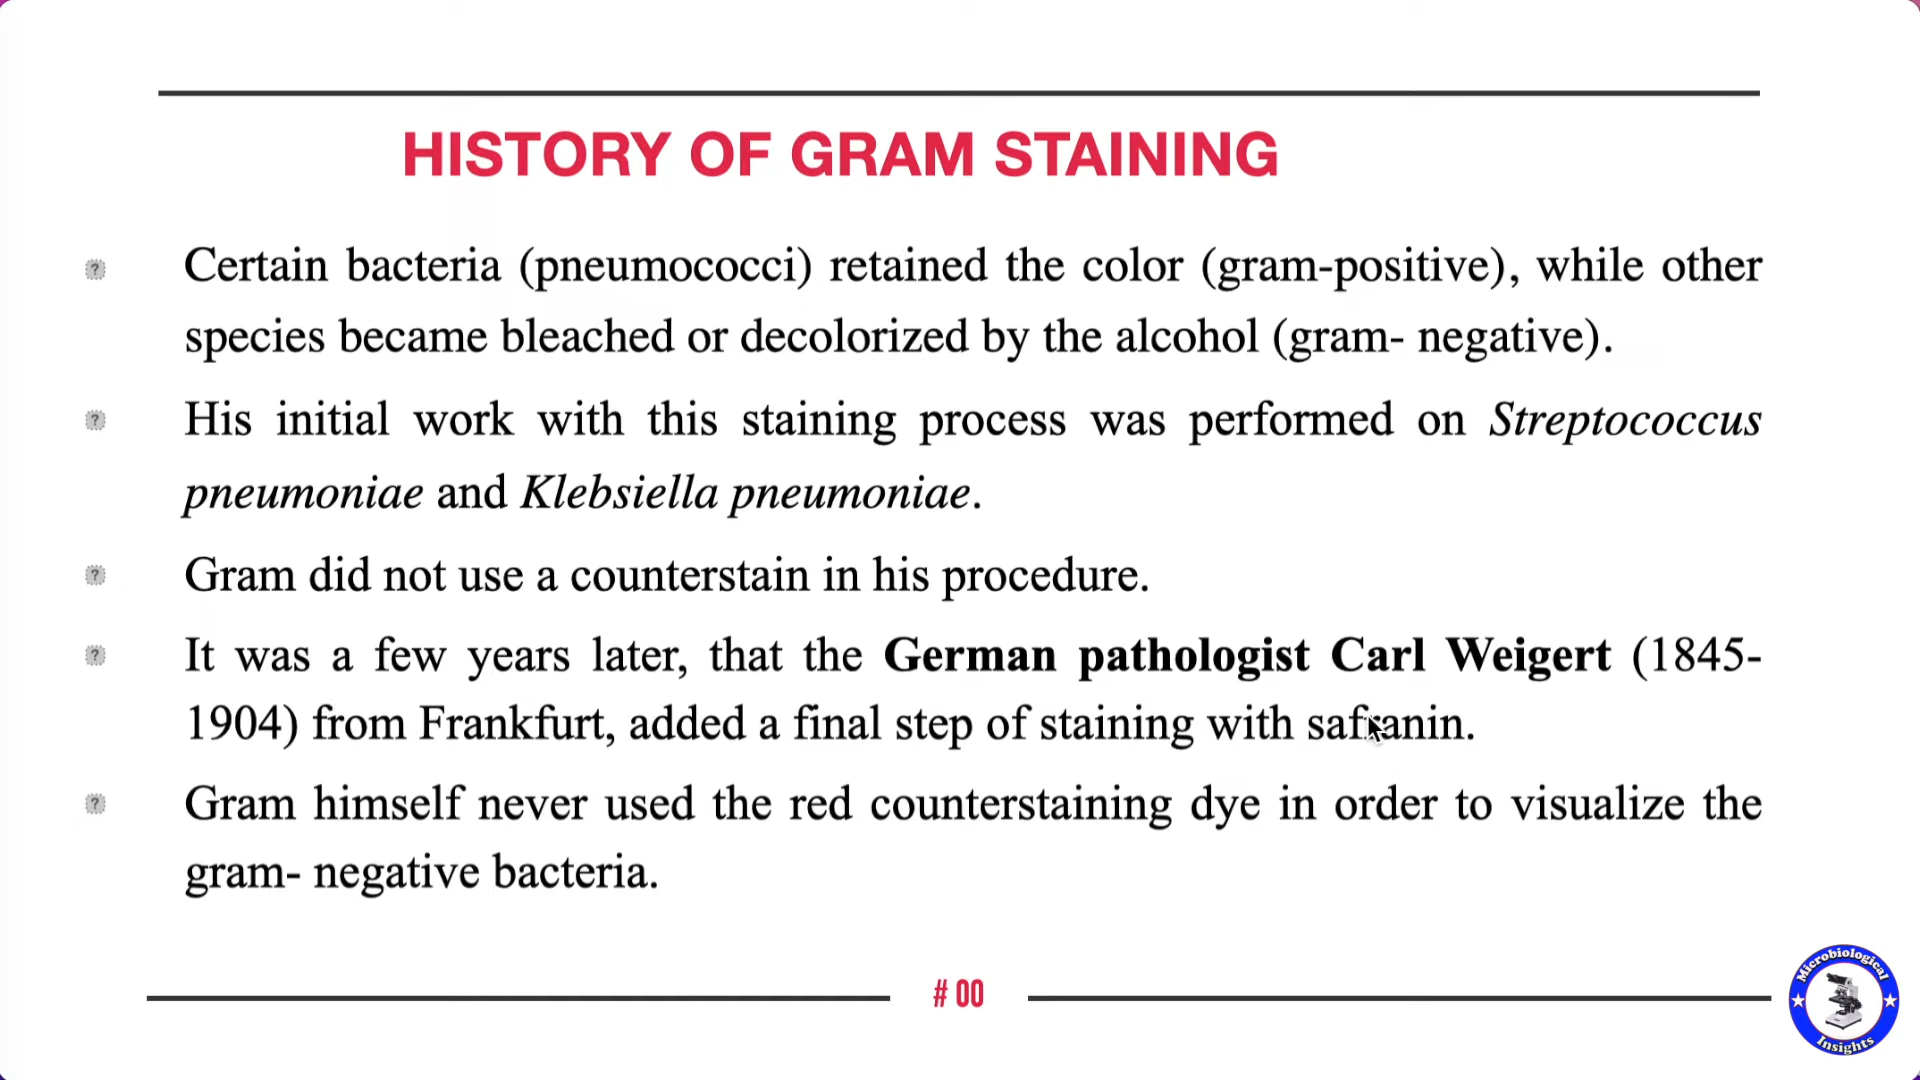 HISTORY OF GRAM STAINING
? Certain bacteria (pneumococci) retained the color (gram-positive), while other
species became bleached or decolorized by the alcohol (gram- negative).
? His initial work with this staining process was performed on Streptococcus
pneumoniae and Klebsiella pneumoniae.
? Gram did not use a counterstain in his procedure.
? It was a few years later, that the German pathologist Carl Weigert (1845-
1904) from Frankfurt, added a final step of staining with safranin.
? Gram himself never used the red counterstaining dye in order to visualize the
gram- negative bacteria.
# 00
Microbiological
Insights